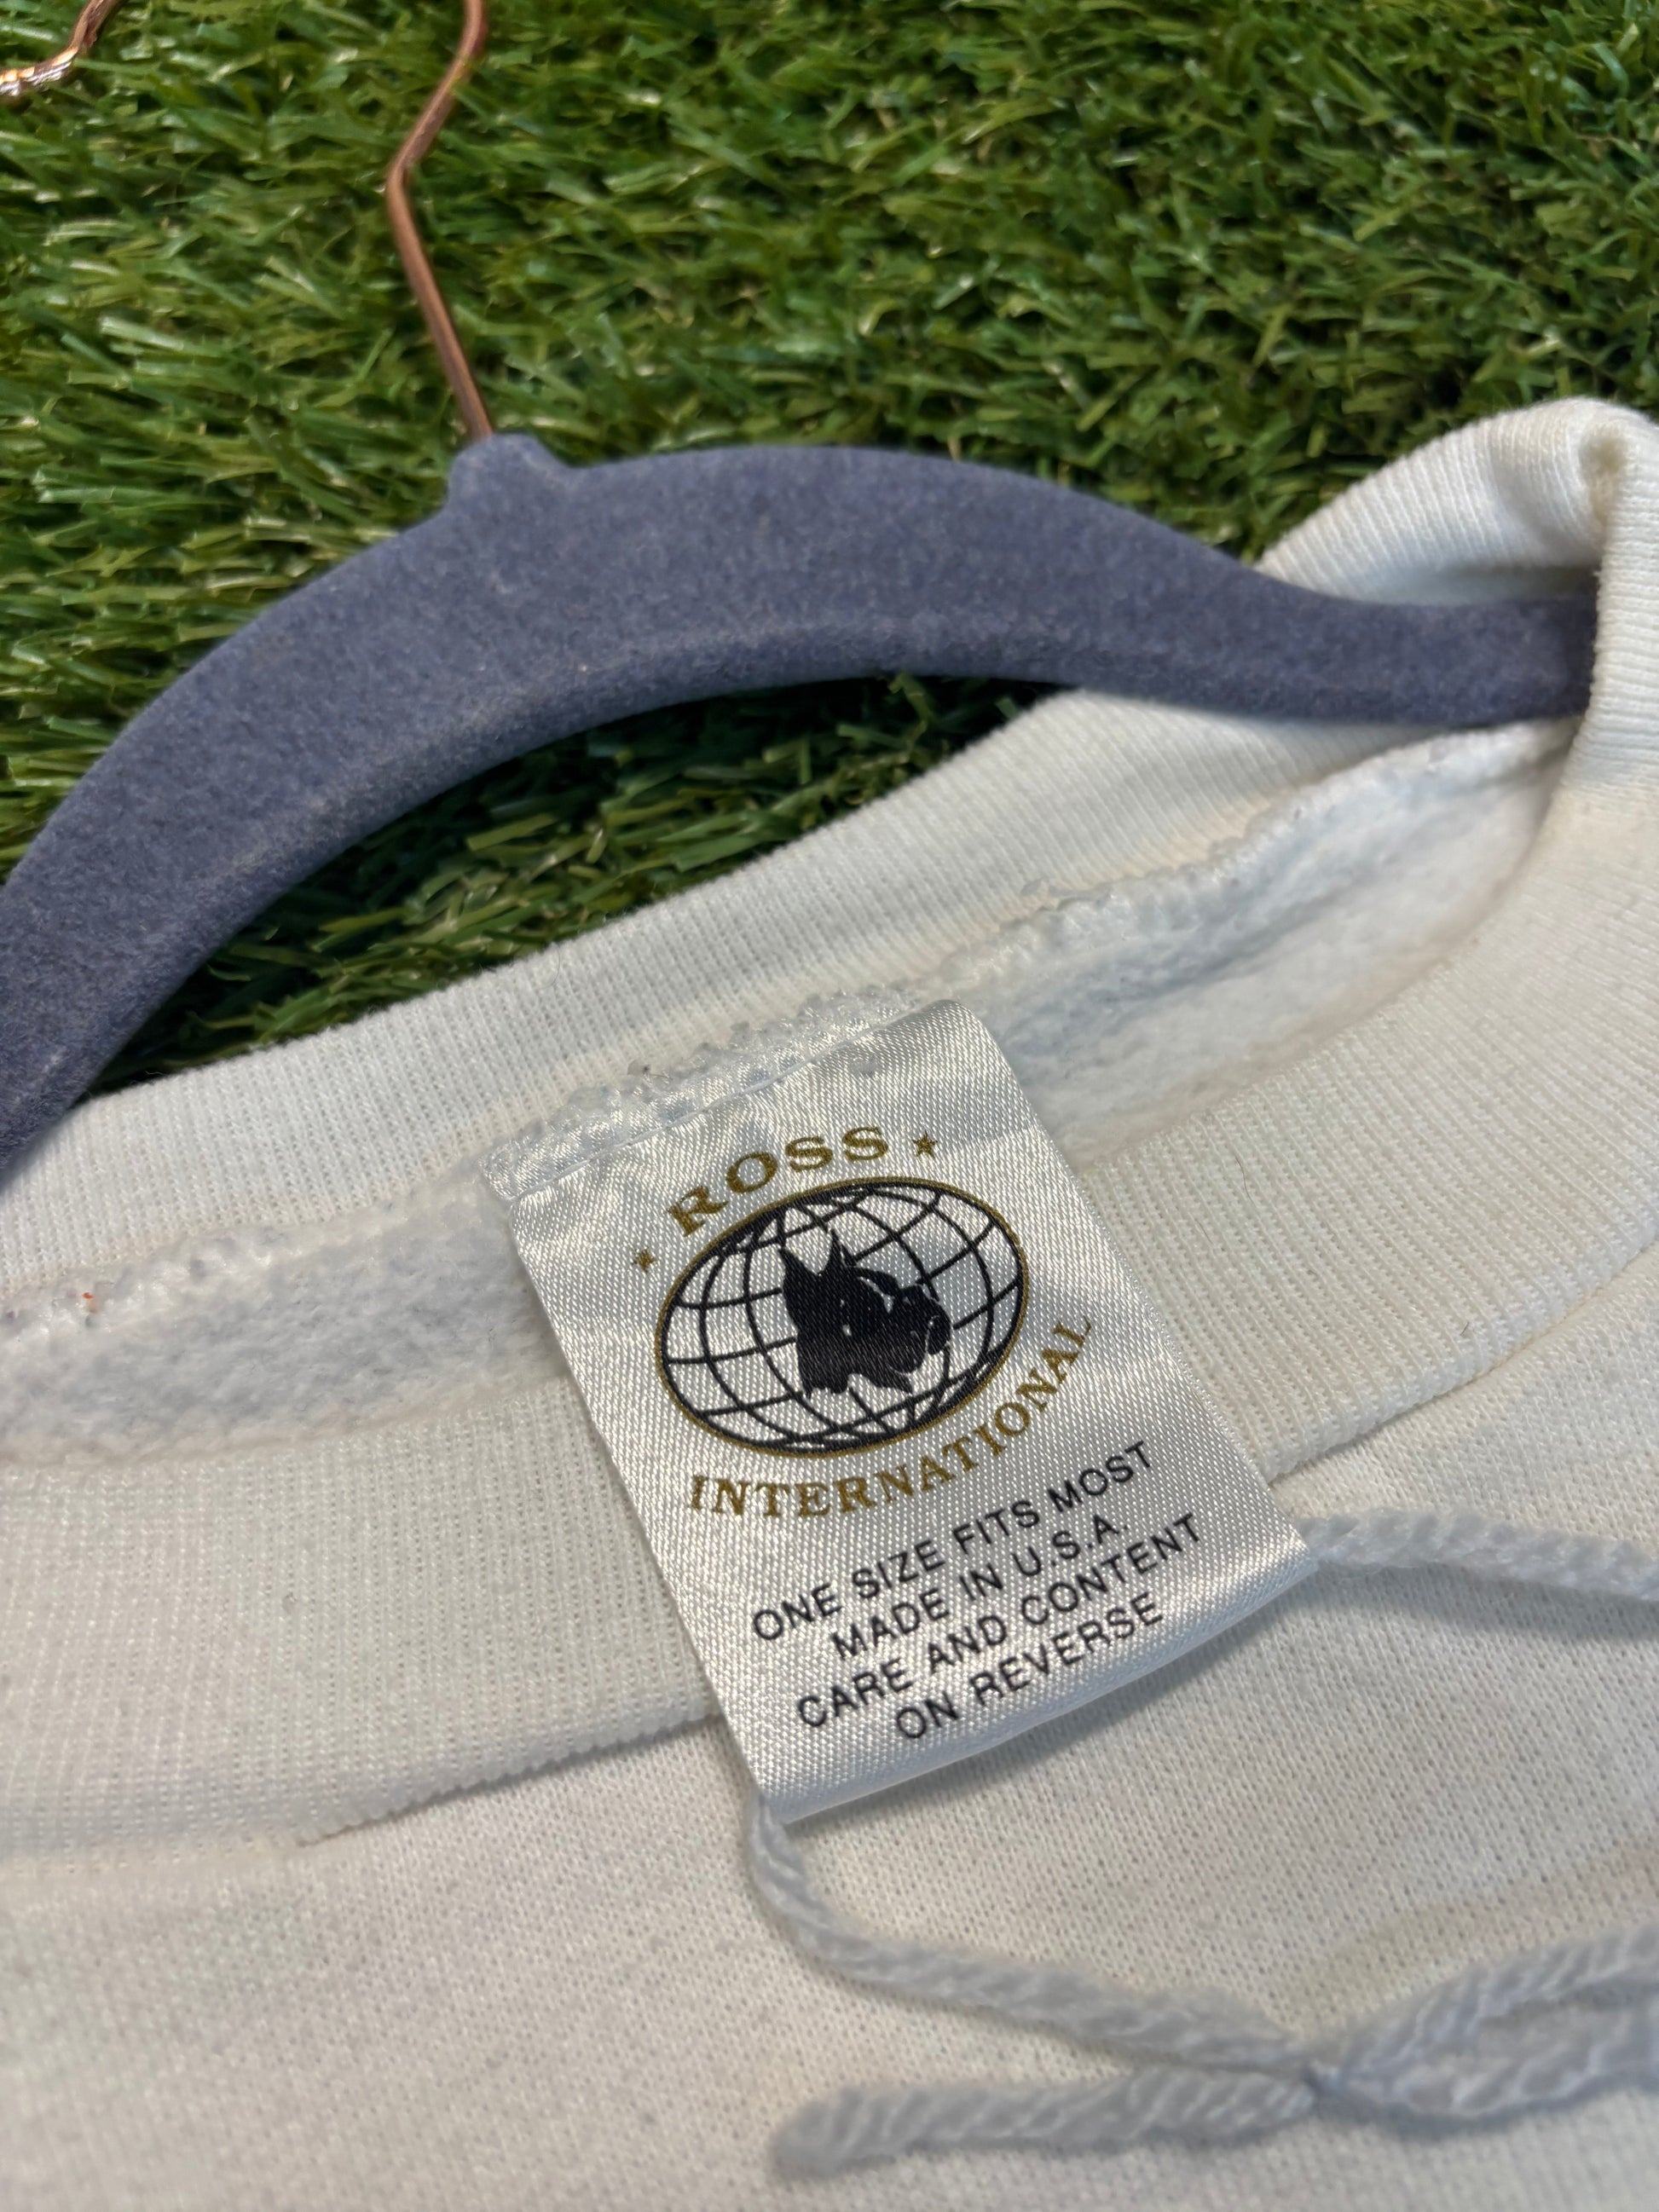 ROSS
INTERNATIONAL
ONE SIZE FITS MOST
MADE IN U.S.A.
CARE AND CONTENT
ON REVERSE